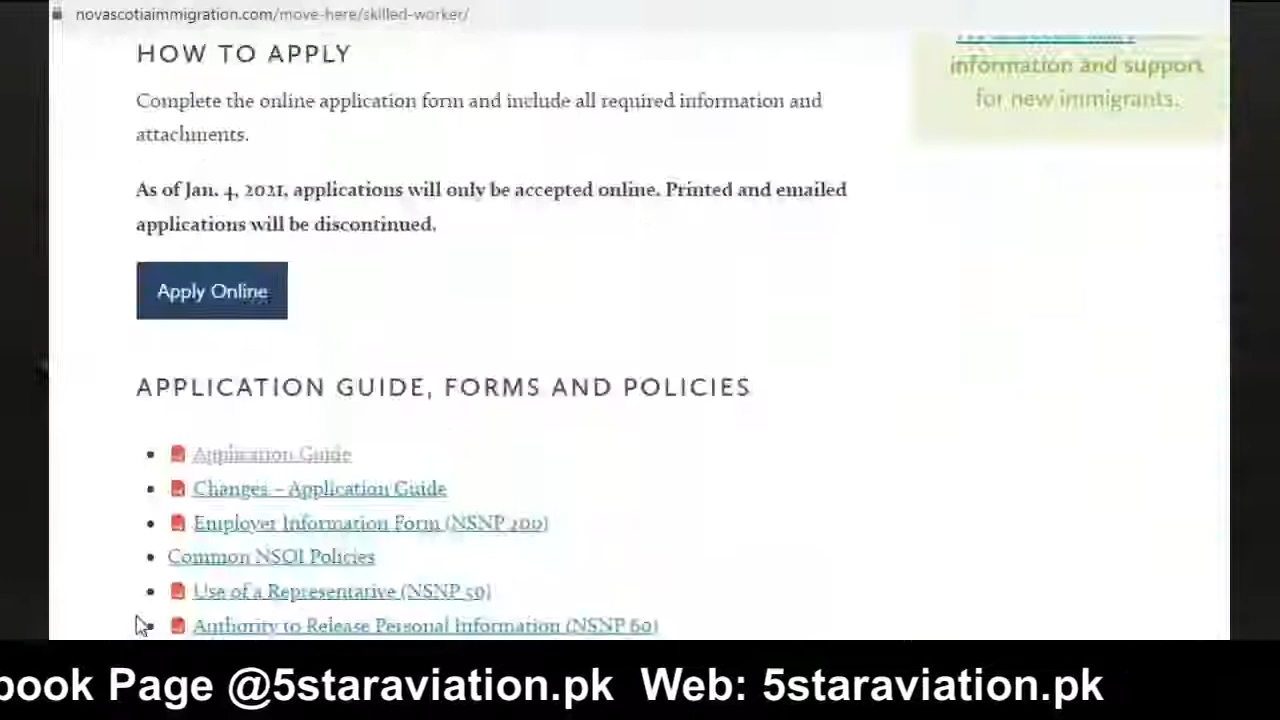 novascotiaimmigration.com/move-here/skilled-worker/
HOW TO APPLY
Complete the online application form and include all required information and
attachments.
As of Jan. 4, 2021, applications will only be accepted online. Printed and emailed
applications will be discontinued.
Apply Online
APPLICATION GUIDE, FORMS AND POLICIES
Application Guide
Changes – Application Guide
Employer Information Form (NSNP 200)
Common NSOI Policies
Use of a Representative (NSNP 50)
Authority to Release Personal Information (NSNP 60)
information and support
for new immigrants.
book Page @5staraviation.pk Web: 5staraviation.pk